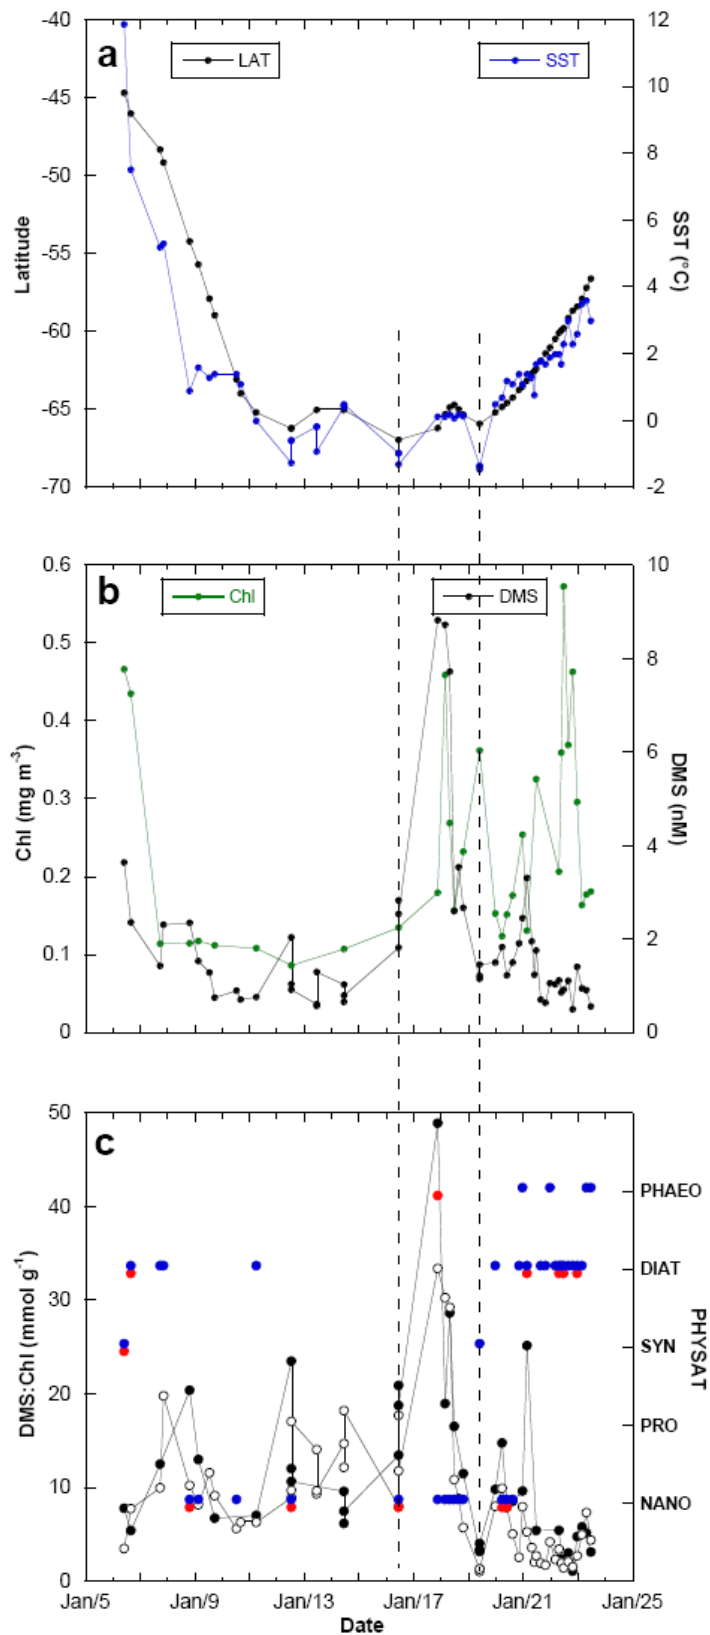 -40
-45
-50
-55
-60
-65
-70
Latitude
a
LAT
SST
12
10
8
6
4
2
0
-2
SST (°C)
0.6
0.5
0.4
0.3
0.2
0.1
0
Chl (mg m-3)
b
Chl
DMS
10
8
6
4
2
0
DMS (nM)
50
40
30
20
10
0
DMS:Chl (mmol g-1)
c
PHAEO
DIAT
SYN
PRO
NANO
PHYSAT
Jan/5 Jan/9 Jan/13 Jan/17 Jan/21 Jan/25
Date